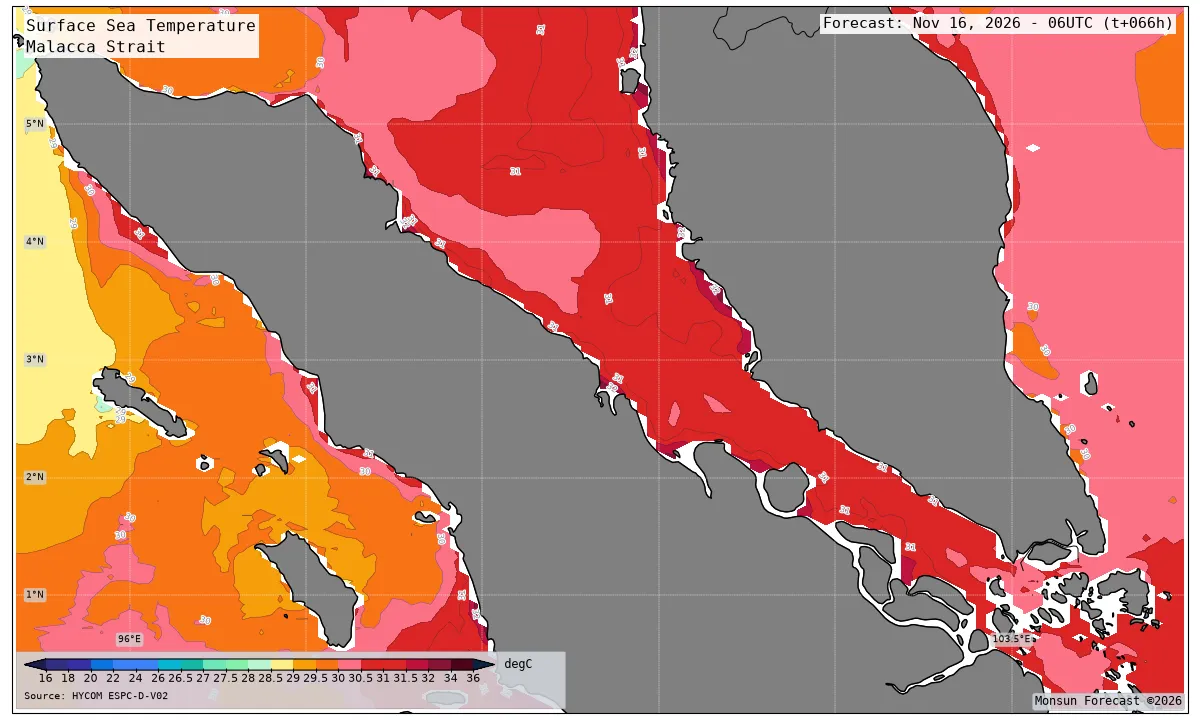 Surface Sea Temperature
Malacca Strait
Forecast: Nov 16, 2026 - 06UTC (t+066h)
5°N
4°N
3°N
2°N
1°N
96°E
103.5°E
degC
16 18 20 22 24 26 26.5 27 27.5 28 28.5 29 29.5 30 30.5 31 31.5 32 34 36
Source: HYCOM ESPC-D-V02
Monsun Forecast ©2026